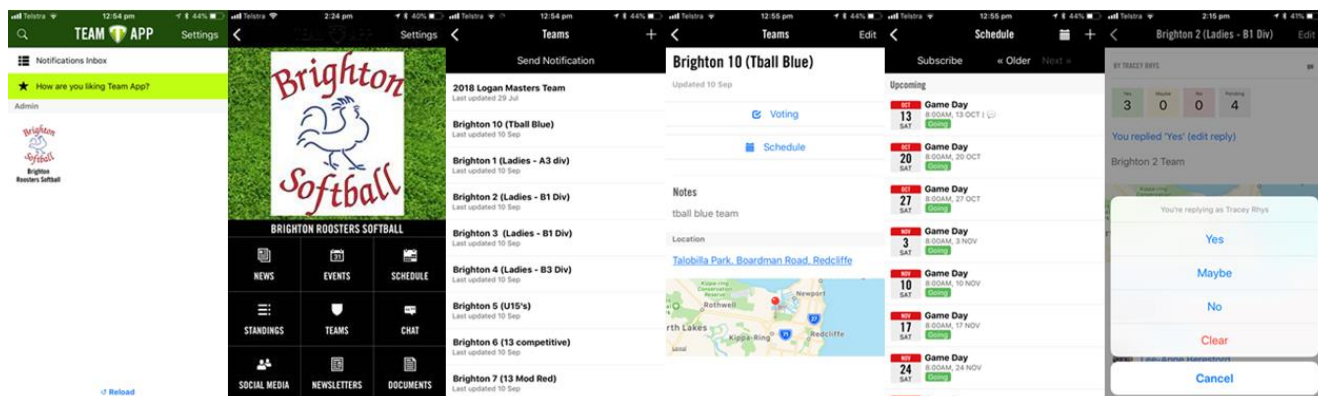 Telstra 12:54 pm 44%
TEAM APP Settings
Notifications Inbox
How are you liking Team App?
Admin
Brighton
Softball
Brighton
Roosters Softball
Reload
Telstra 2:24 pm 40%
Settings
Brighton
Softball
BRIGHTON ROOSTERS SOFTBALL
NEWS EVENTS SCHEDULE
STANDINGS TEAMS CHAT
SOCIAL MEDIA NEWSLETTERS DOCUMENTS
Telstra 12:54 pm 44%
Teams
Send Notification
2018 Logan Masters Team
Last updated 29 Jul
Brighton 10 (Tball Blue)
Last updated 10 Sep
Brighton 1 (Ladies - A3 div)
Last updated 10 Sep
Brighton 2 (Ladies - B1 Div)
Last updated 10 Sep
Brighton 3 (Ladies - B1 Div)
Last updated 10 Sep
Brighton 4 (Ladies - B3 Div)
Last updated 10 Sep
Brighton 5 (U15's)
Last updated 10 Sep
Brighton 6 (13 competitive)
Last updated 10 Sep
Brighton 7 (13 Mod Red)
Last updated 10 Sep
Telstra 12:55 pm 44%
Teams Edit
Brighton 10 (Tball Blue)
Updated 10 Sep
Voting
Schedule
Notes
tball blue team
Location
Talobilla Park, Boardman Road, Redcliffe
Kippa-ring
Conservation
Reserve
Newport
Rothwell
rth Lakes
Kippa-Ring
Redcliffe
Legal
Telstra 12:55 pm 44%
Schedule
Subscribe « Older Next »
Upcoming
OCT 13 SAT
Game Day
8:00AM, 13 OCT |
Going
OCT 20 SAT
Game Day
8:00AM, 20 OCT
Going
OCT 27 SAT
Game Day
8:00AM, 27 OCT
Going
NOV 3 SAT
Game Day
8:00AM, 3 NOV
Going
NOV 10 SAT
Game Day
8:00AM, 10 NOV
Going
NOV 17 SAT
Game Day
8:00AM, 17 NOV
Going
NOV 24 SAT
Game Day
8:00AM, 24 NOV
Going
Telstra 2:15 pm 41%
Brighton 2 (Ladies - B1 Div) Edit
BY TRACEY RHYS
Yes Maybe No Pending
3 0 0 4
You replied 'Yes' (edit reply)
Brighton 2 Team
You're replying as Tracey Rhys
Yes
Maybe
No
Clear
Cancel